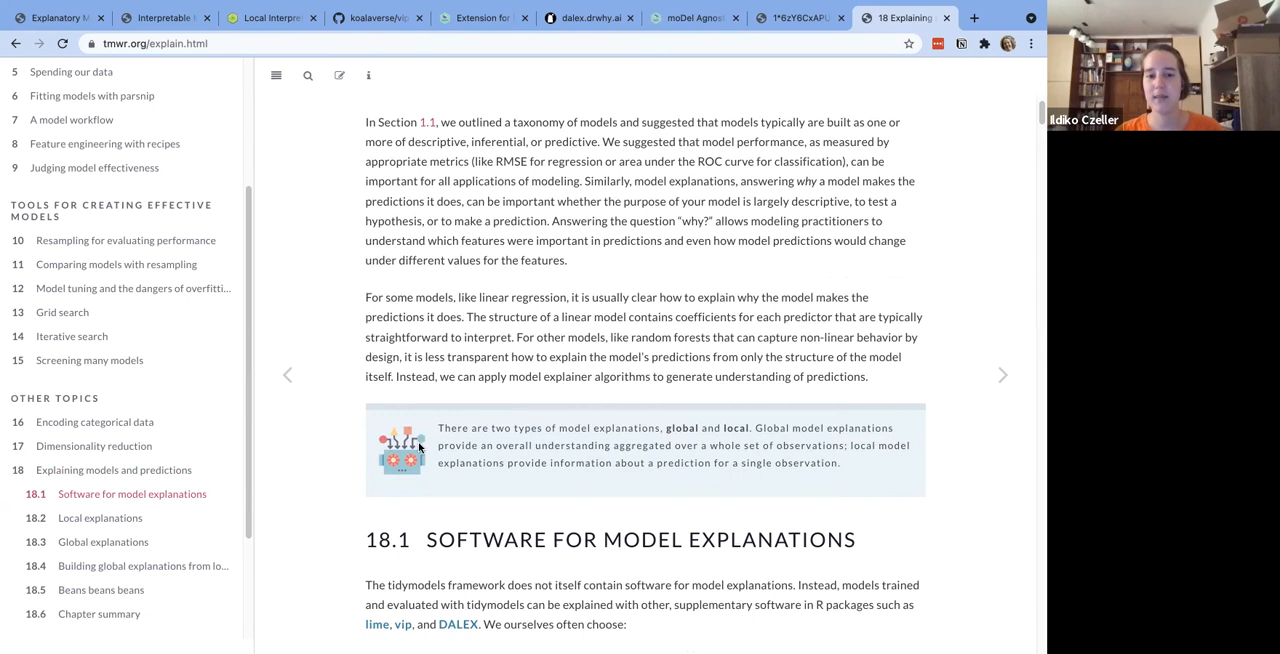 Explanatory M
Interpretable
Local Interpre
koalaverse/vip
Extension for
dalex.drwhy.ai
moDel Agnost
1*6zY6CxAPU
18 Explaining
tmwr.org/explain.html
5 Spending our data
6 Fitting models with parsnip
7 A model workflow
8 Feature engineering with recipes
9 Judging model effectiveness
TOOLS FOR CREATING EFFECTIVE
MODELS
10 Resampling for evaluating performance
11 Comparing models with resampling
12 Model tuning and the dangers of overfitti...
13 Grid search
14 Iterative search
15 Screening many models
OTHER TOPICS
16 Encoding categorical data
17 Dimensionality reduction
18 Explaining models and predictions
18.1 Software for model explanations
18.2 Local explanations
18.3 Global explanations
18.4 Building global explanations from lo...
18.5 Beans beans beans
18.6 Chapter summary
In Section 1.1, we outlined a taxonomy of models and suggested that models typically are built as one or
more of descriptive, inferential, or predictive. We suggested that model performance, as measured by
appropriate metrics (like RMSE for regression or area under the ROC curve for classification), can be
important for all applications of modeling. Similarly, model explanations, answering why a model makes the
predictions it does, can be important whether the purpose of your model is largely descriptive, to test a
hypothesis, or to make a prediction. Answering the question “why?” allows modeling practitioners to
understand which features were important in predictions and even how model predictions would change
under different values for the features.
For some models, like linear regression, it is usually clear how to explain why the model makes the
predictions it does. The structure of a linear model contains coefficients for each predictor that are typically
straightforward to interpret. For other models, like random forests that can capture non-linear behavior by
design, it is less transparent how to explain the model’s predictions from only the structure of the model
itself. Instead, we can apply model explainer algorithms to generate understanding of predictions.
There are two types of model explanations, global and local. Global model explanations
provide an overall understanding aggregated over a whole set of observations; local model
explanations provide information about a prediction for a single observation.
18.1 SOFTWARE FOR MODEL EXPLANATIONS
The tidymodels framework does not itself contain software for model explanations. Instead, models trained
and evaluated with tidymodels can be explained with other, supplementary software in R packages such as
lime, vip, and DALEX. We ourselves often choose:
Ildiko Czeller